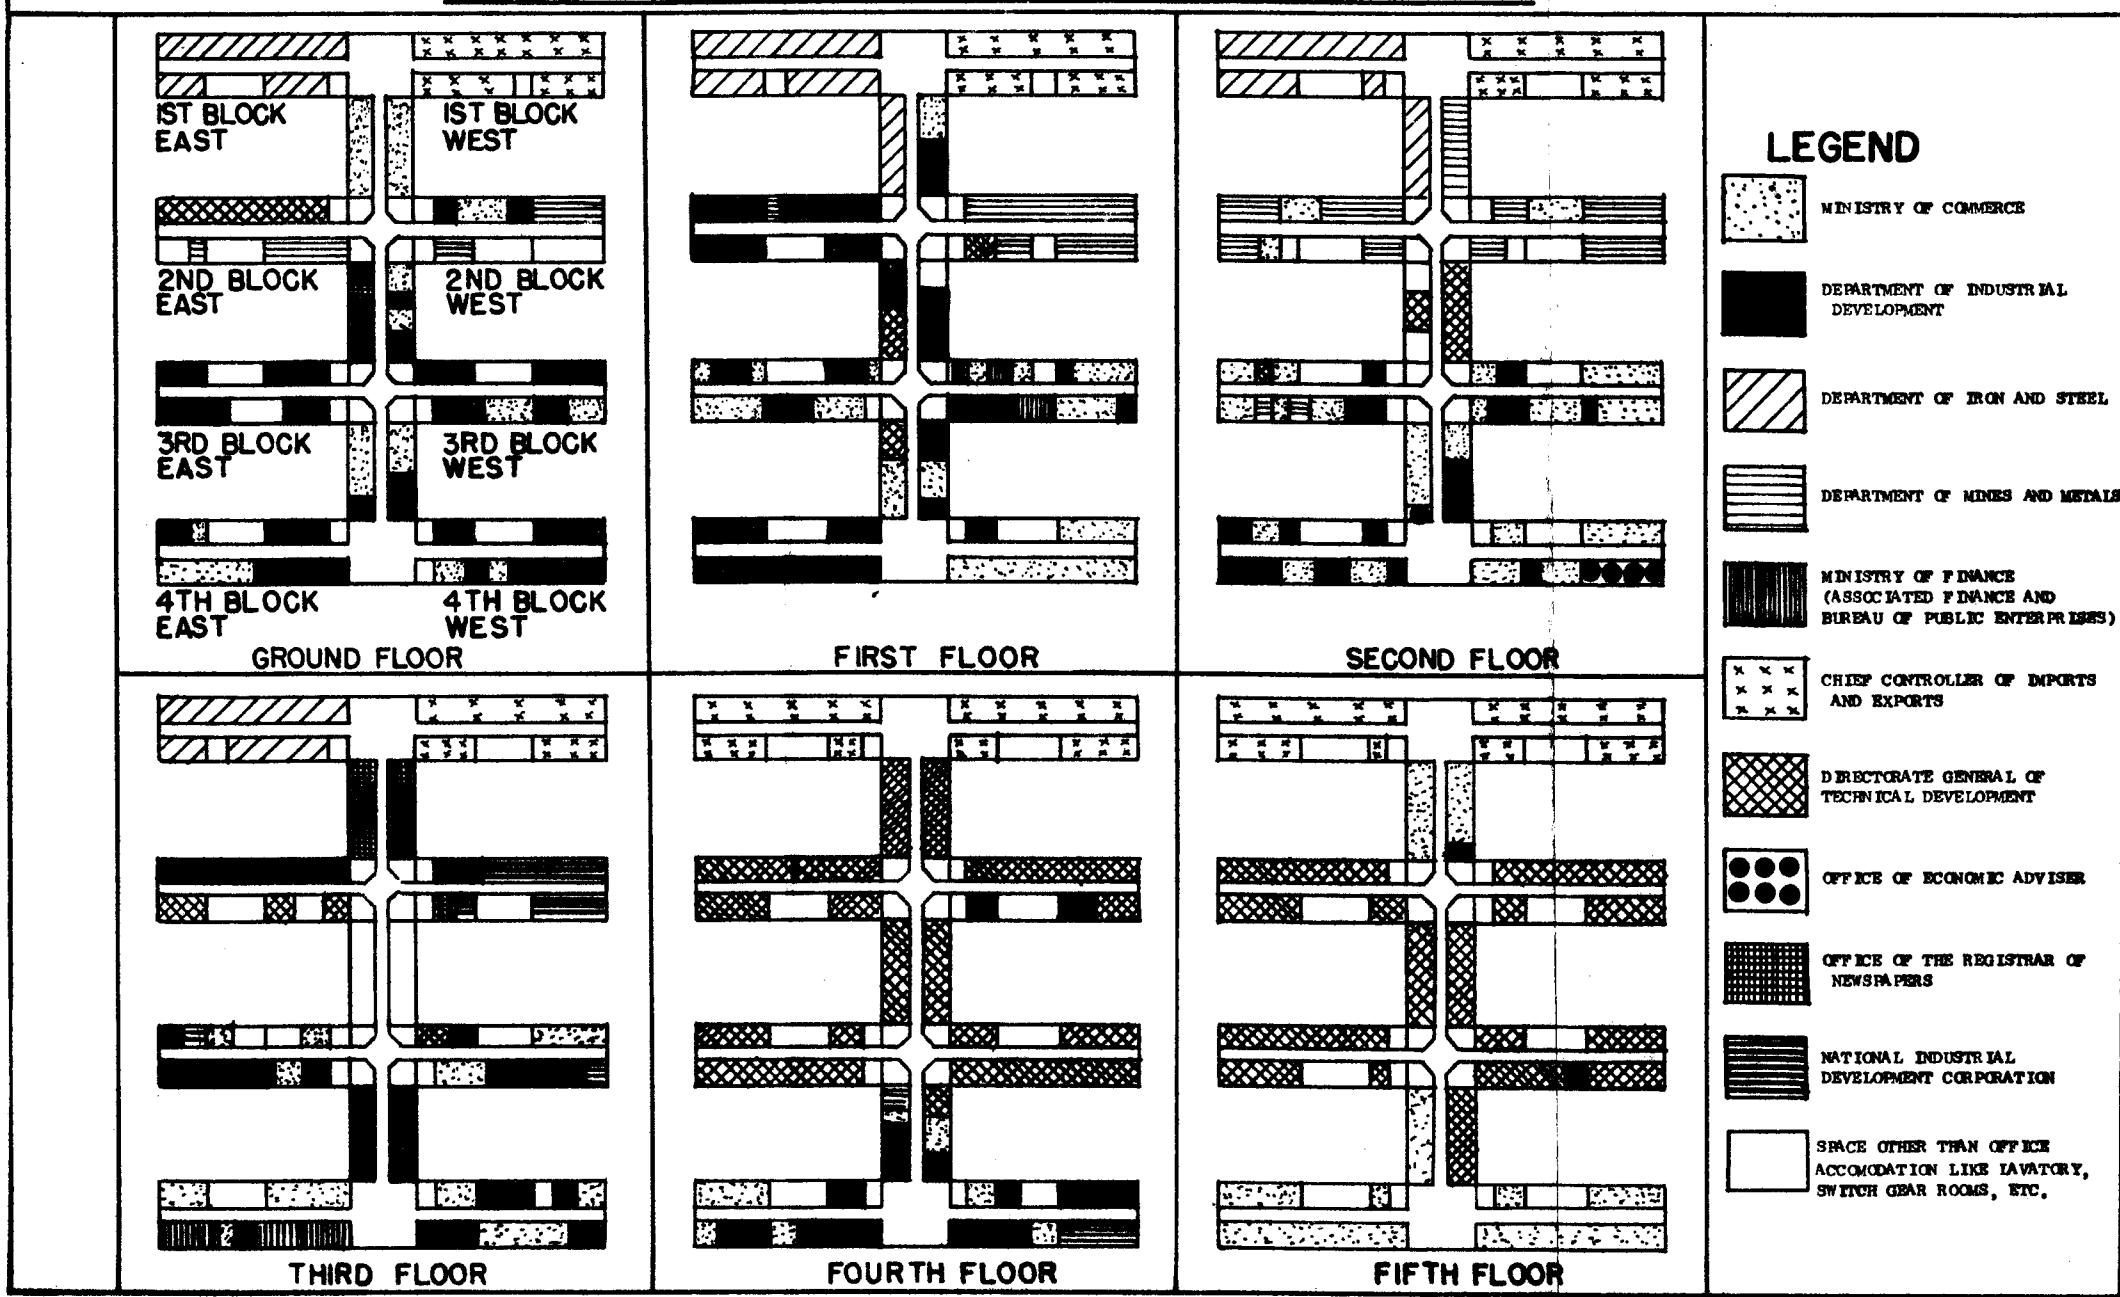 1ST BLOCK
EAST
1ST BLOCK
WEST
2ND BLOCK
EAST
2ND BLOCK
WEST
3RD BLOCK
EAST
3RD BLOCK
WEST
4TH BLOCK
EAST
4TH BLOCK
WEST
GROUND FLOOR
FIRST FLOOR
SECOND FLOOR
THIRD FLOOR
FOURTH FLOOR
FIFTH FLOOR
LEGEND
MINISTRY OF COMMERCE
DEPARTMENT OF INDUSTRIAL
DEVELOPMENT
DEPARTMENT OF IRON AND STEEL
DEPARTMENT OF MINES AND METALS
MINISTRY OF FINANCE
(ASSOCIATED FINANCE AND
BUREAU OF PUBLIC ENTERPRISES)
CHIEF CONTROLLER OF IMPORTS
AND EXPORTS
DIRECTORATE GENERAL OF
TECHNICAL DEVELOPMENT
OFFICE OF ECONOMIC ADVISER
OFFICE OF THE REGISTRAR OF
NEWSPAPERS
NATIONAL INDUSTRIAL
DEVELOPMENT CORPORATION
SPACE OTHER THAN OFFICE
ACCOMODATION LIKE LAVATORY,
SWITCH GEAR ROOMS, ETC.